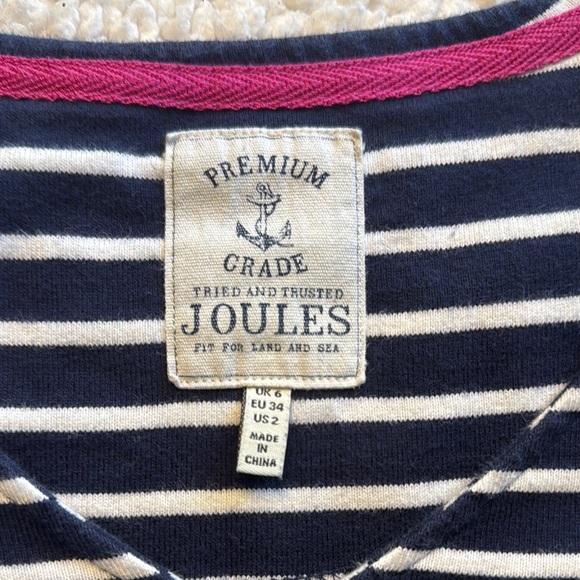 PREMIUM
GRADE
TRIED AND TRUSTED
JOULES
FIT FOR LAND AND SEA
UK 6
EU 34
US 2
MADE
IN
CHINA